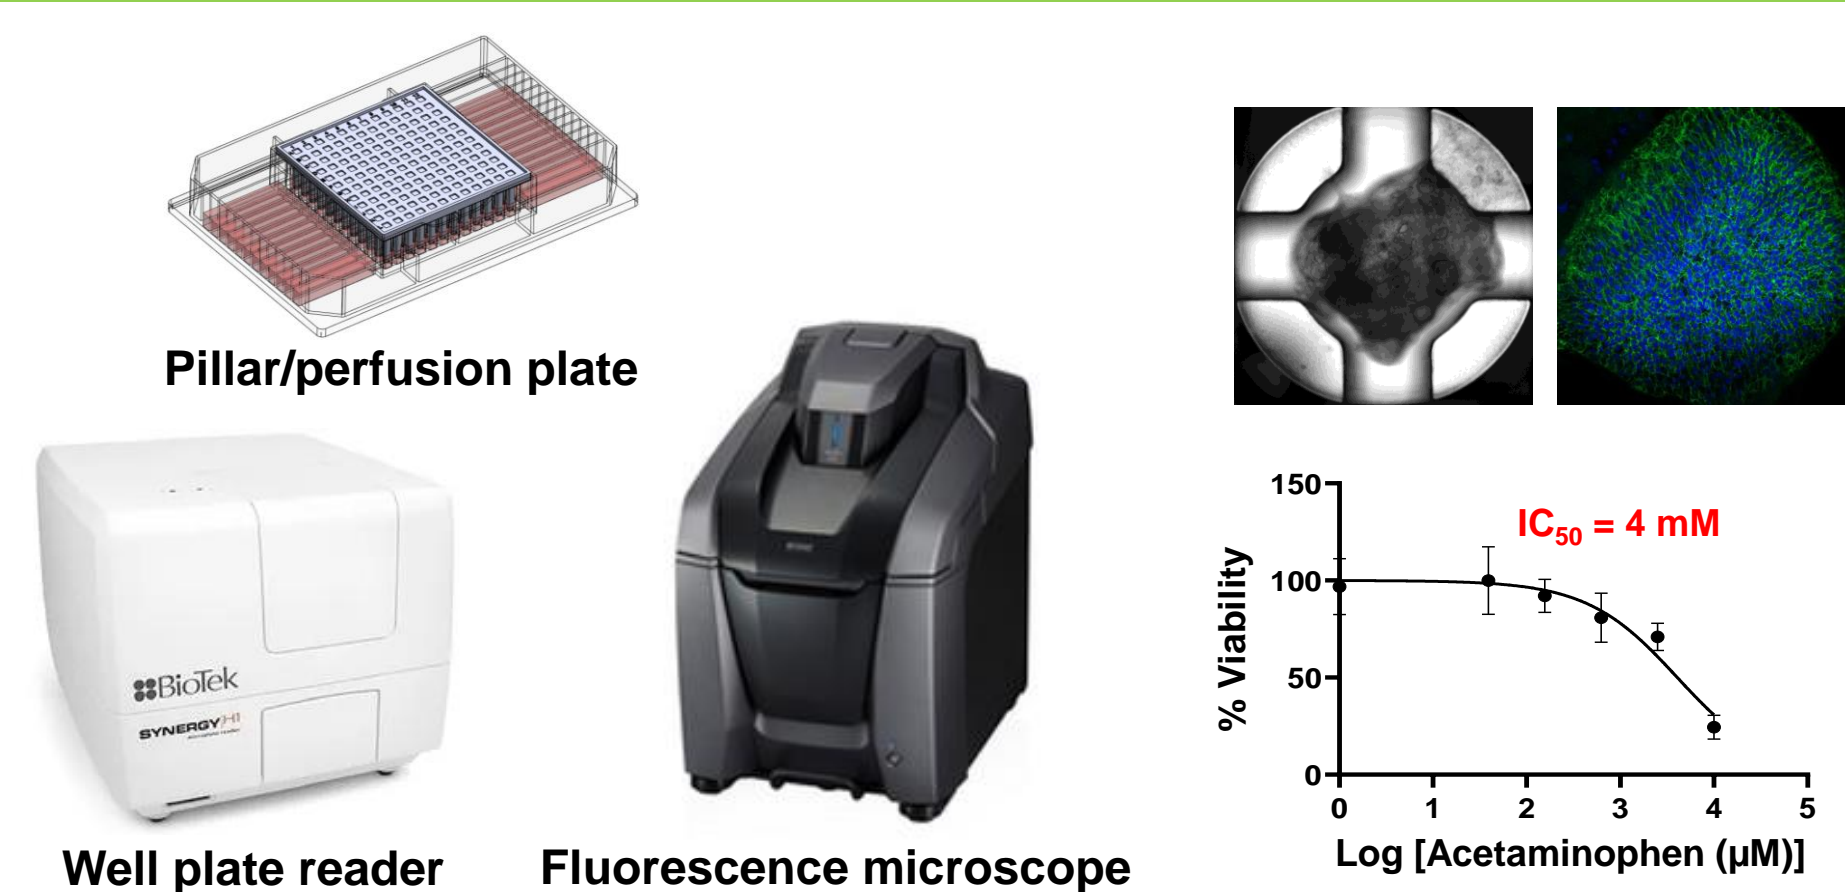 Pillar/perfusion plate
BioTek
SYNERGY H1
Well plate reader
Fluorescence microscope
150
100
50
0
% Viability
IC₅₀ = 4 mM
0 1 2 3 4 5
Log [Acetaminophen (µM)]